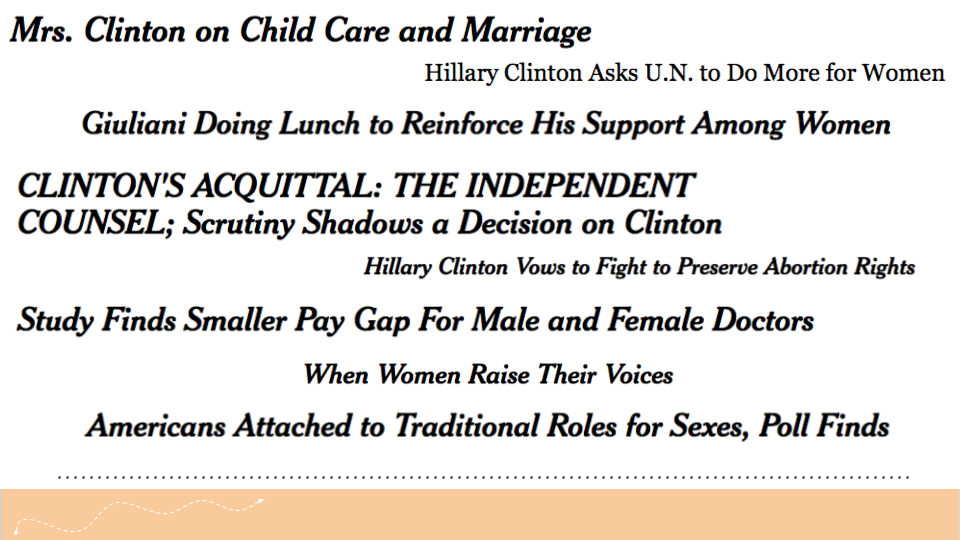 Mrs. Clinton on Child Care and Marriage
Hillary Clinton Asks U.N. to Do More for Women
Giuliani Doing Lunch to Reinforce His Support Among Women
CLINTON'S ACQUITTAL: THE INDEPENDENT
COUNSEL; Scrutiny Shadows a Decision on Clinton
Hillary Clinton Vows to Fight to Preserve Abortion Rights
Study Finds Smaller Pay Gap For Male and Female Doctors
When Women Raise Their Voices
Americans Attached to Traditional Roles for Sexes, Poll Finds